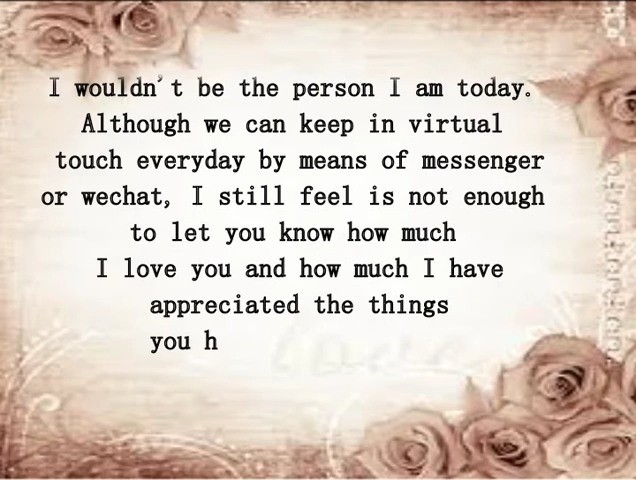 I wouldn't be the person I am today.
Although we can keep in virtual
touch everyday by means of messenger
or wechat, I still feel is not enough
to let you know how much
I love you and how much I have
appreciated the things
you h
love